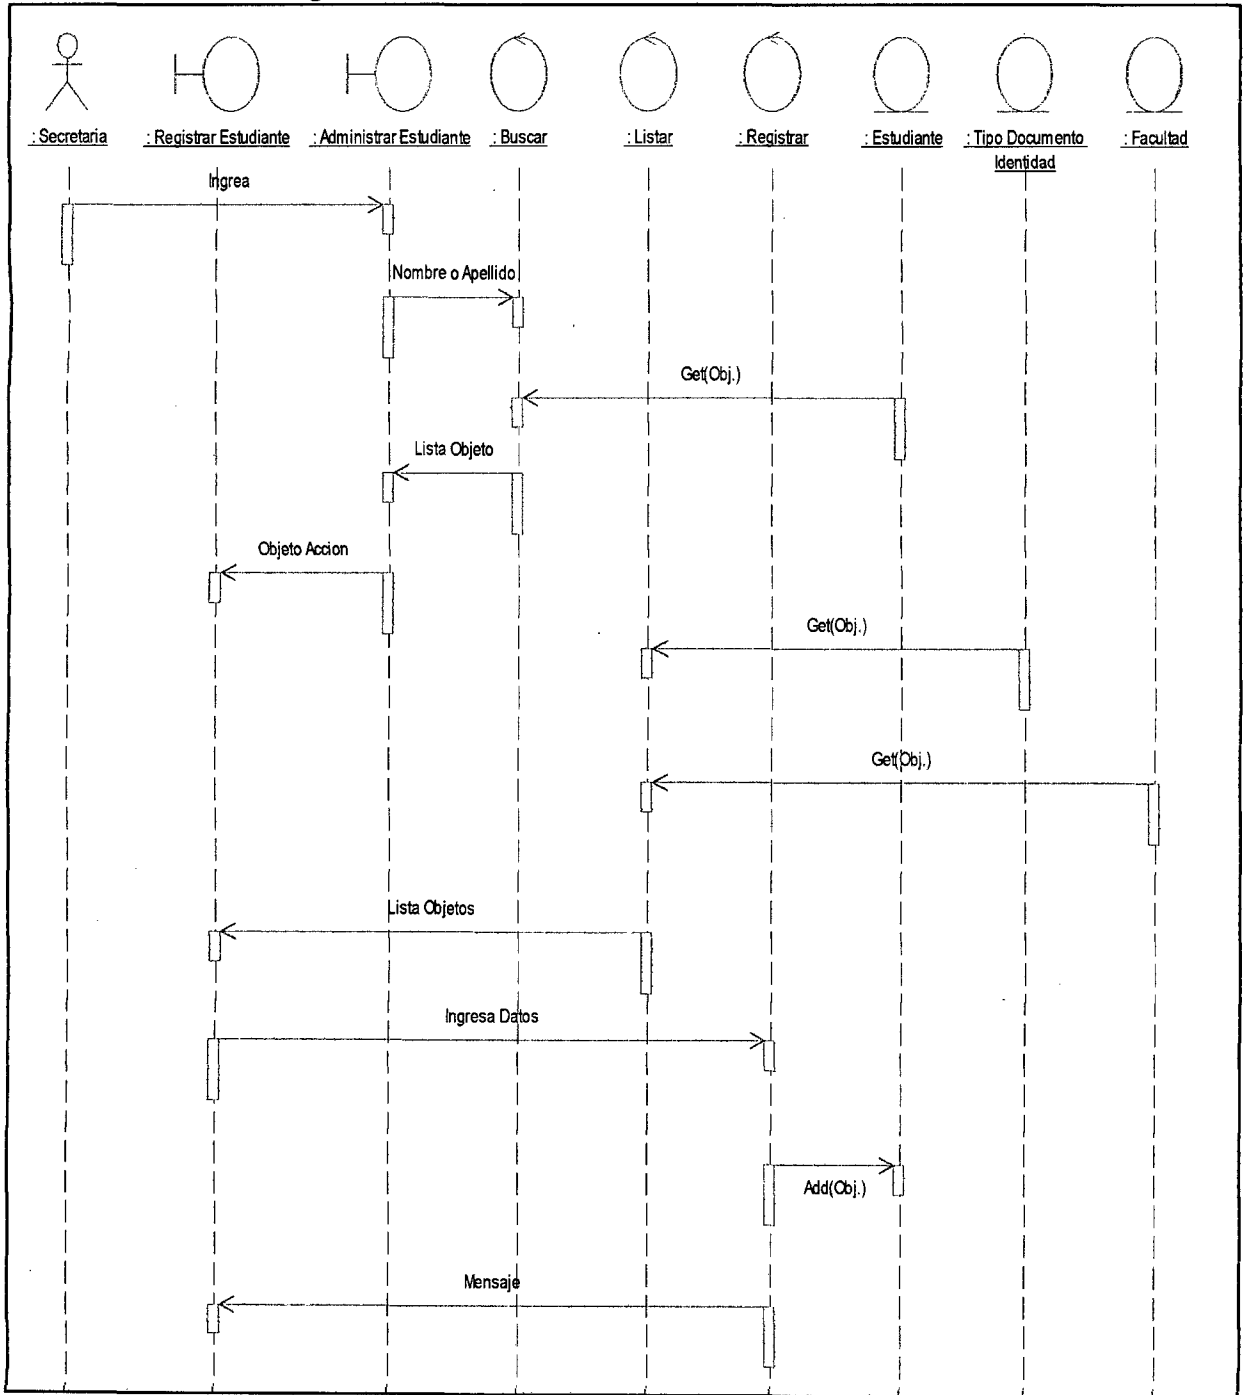 : Secretaria
: Registrar Estudiante
: Administrar Estudiante
: Buscar
: Listar
: Registrar
: Estudiante
: Tipo Documento
Identidad
: Facultad
Ingrea
Nombre o Apellido
Get(Obj.)
Lista Objeto
Objeto Accion
Get(Obj.)
Get(Obj.)
Lista Objetos
Ingresa Datos
Add(Obj.)
Mensaje